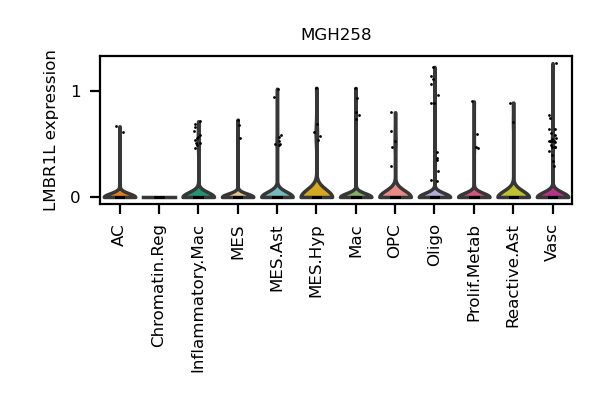 MGH258
LMBR1L expression
1
0
AC
Chromatin.Reg
Inflammatory.Mac
MES
MES.Ast
MES.Hyp
Mac
OPC
Oligo
Prolif.Metab
Reactive.Ast
Vasc